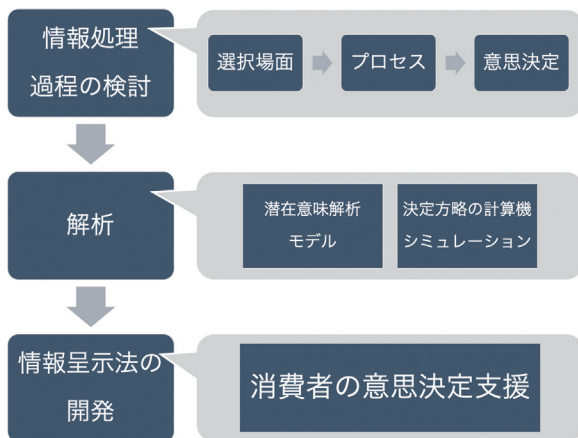 情報処理
過程の検討
選択場面
プロセス
意思決定
解析
潜在意味解析
モデル
決定方略の計算機
シミュレーション
情報呈示法の
開発
消費者の意思決定支援